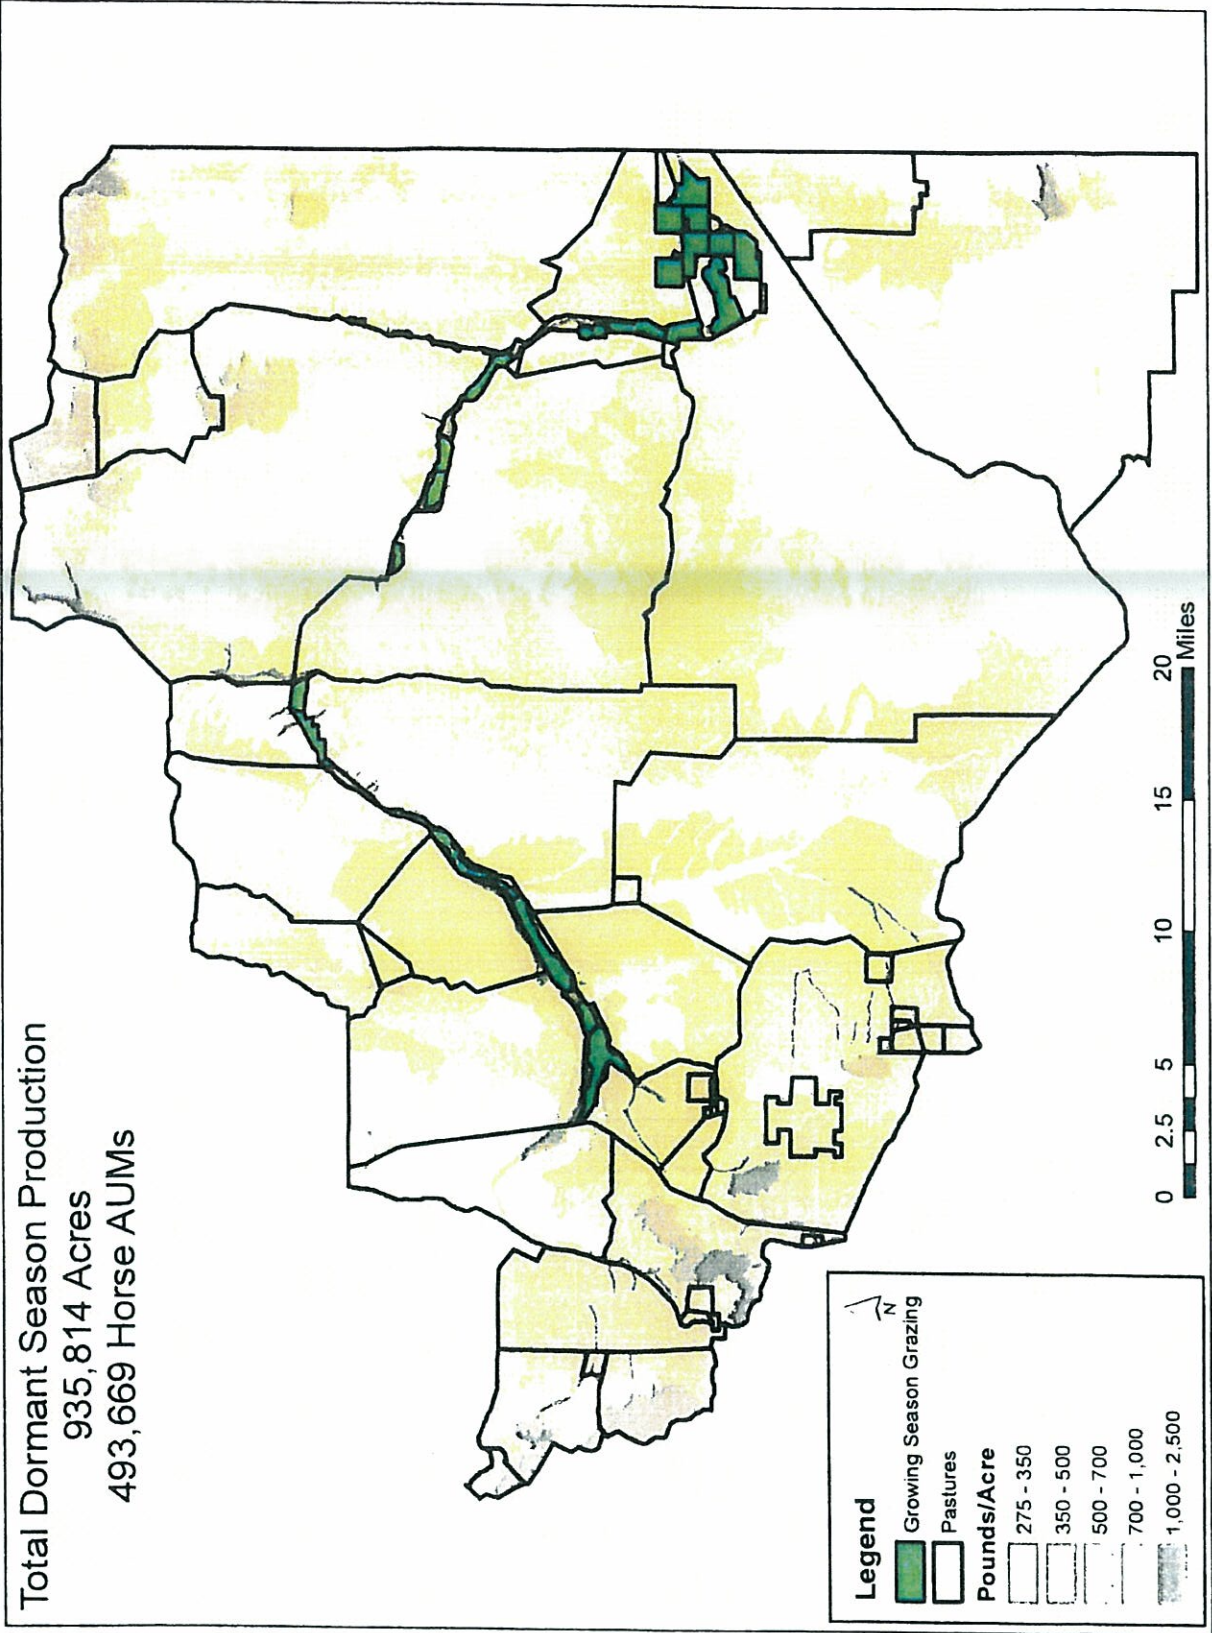 Total Dormant Season Production
935,814 Acres
493,669 Horse AUMs
Legend
Growing Season Grazing
Pastures
Pounds/Acre
275 - 350
350 - 500
500 - 700
700 - 1,000
1,000 - 2,500
N
0 2.5 5 10 15 20
Miles